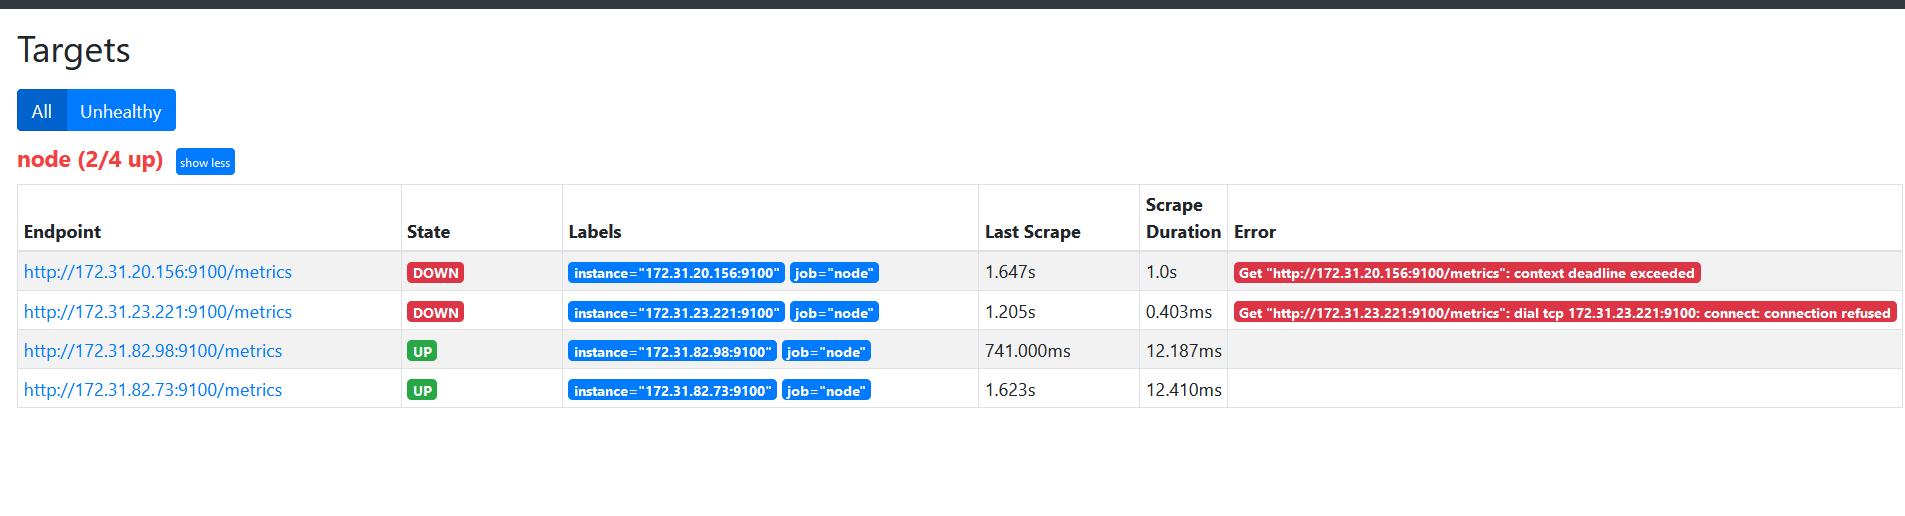 Targets
All Unhealthy
node (2/4 up) show less
Endpoint State Labels Last Scrape Scrape Duration Error
http://172.31.20.156:9100/metrics DOWN instance="172.31.20.156:9100" job="node" 1.647s 1.0s Get "http://172.31.20.156:9100/metrics": context deadline exceeded
http://172.31.23.221:9100/metrics DOWN instance="172.31.23.221:9100" job="node" 1.205s 0.403ms Get "http://172.31.23.221:9100/metrics": dial tcp 172.31.23.221:9100: connect: connection refused
http://172.31.82.98:9100/metrics UP instance="172.31.82.98:9100" job="node" 741.000ms 12.187ms
http://172.31.82.73:9100/metrics UP instance="172.31.82.73:9100" job="node" 1.623s 12.410ms